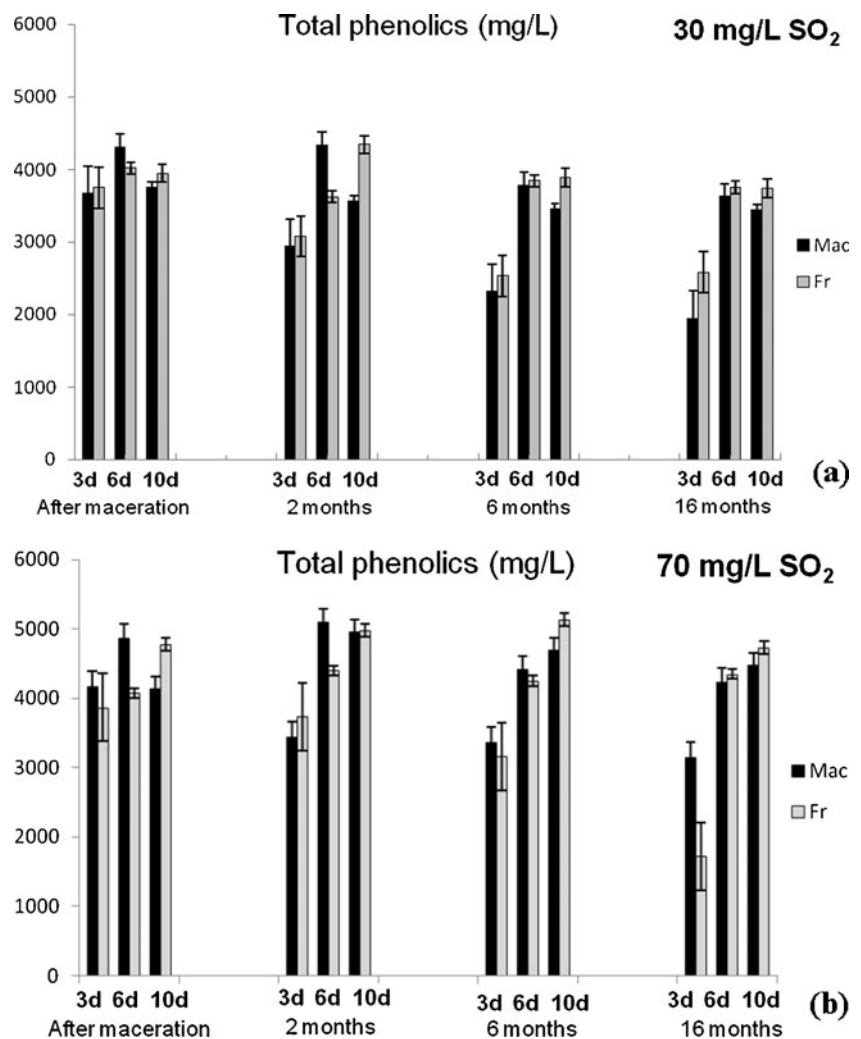 Total phenolics (mg/L) 30 mg/L SO₂
6000
5000
4000
3000
2000
1000
0
Mac
Fr
3d 6d 10d 3d 6d 10d 3d 6d 10d 3d 6d 10d
After maceration 2 months 6 months 16 months
(a)
Total phenolics (mg/L) 70 mg/L SO₂
6000
5000
4000
3000
2000
1000
0
Mac
Fr
3d 6d 10d 3d 6d 10d 3d 6d 10d 3d 6d 10d
After maceration 2 months 6 months 16 months
(b)